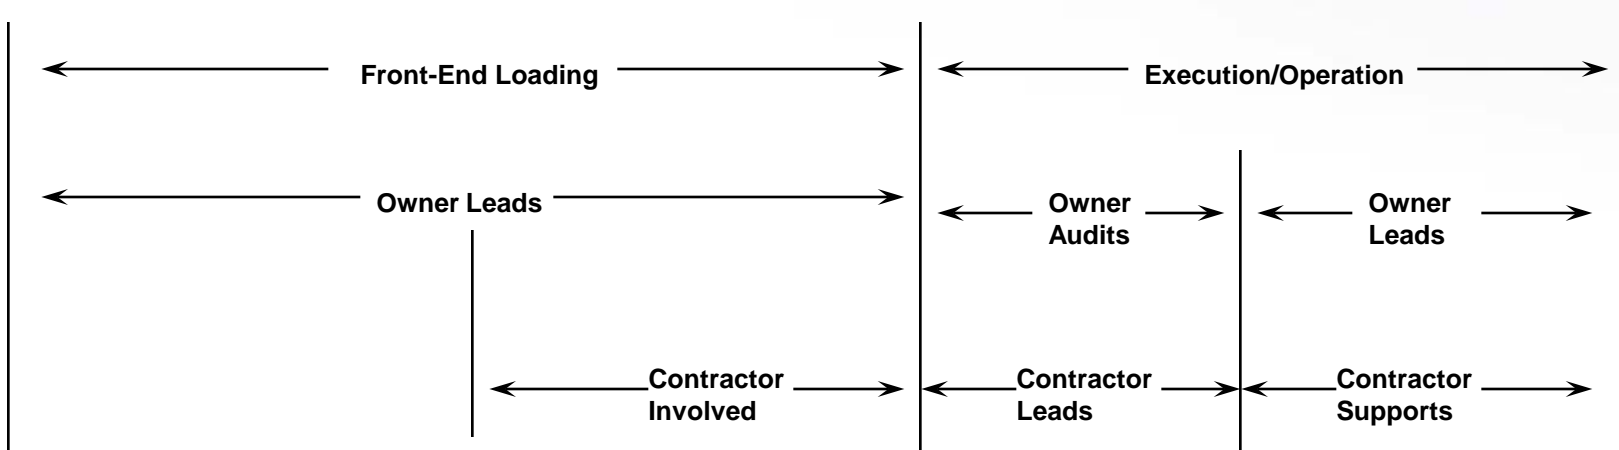 Front-End Loading
Execution/Operation
Owner Leads
Owner
Audits
Owner
Leads
Contractor
Involved
Contractor
Leads
Contractor
Supports